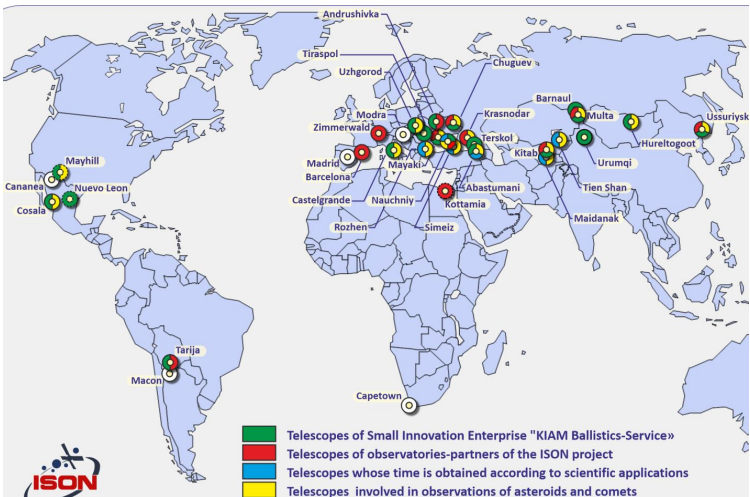 Andrushivka
Tiraspol
Chuguev
Uzhgorod
Barnaul
Modra
Krasnodar
Multa
Ussuriysk
Zimmerwald
Terskol
Hureltogoot
Mayhill
Madrid
Mayaki
Kitab
Urumqi
Cananea
Nuevo Leon
Barcelona
Abastumani
Tien Shan
Cosala
Castelgrande
Nauchniy
Kottamia
Maidanak
Rozhen
Simeiz
Tarija
Macon
Capetown
Telescopes of Small Innovation Enterprise "KIAM Ballistics-Service»
Telescopes of observatories-partners of the ISON project
Telescopes whose time is obtained according to scientific applications
Telescopes involved in observations of asteroids and comets
ISON